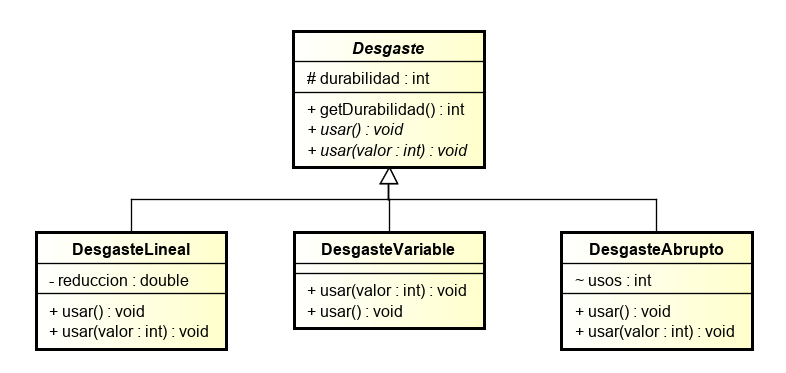 Desgaste
# durabilidad : int
+ getDurabilidad() : int
+ usar() : void
+ usar(valor : int) : void
DesgasteLineal
- reduccion : double
+ usar() : void
+ usar(valor : int) : void
DesgasteVariable
+ usar(valor : int) : void
+ usar() : void
DesgasteAbrupto
~ usos : int
+ usar() : void
+ usar(valor : int) : void